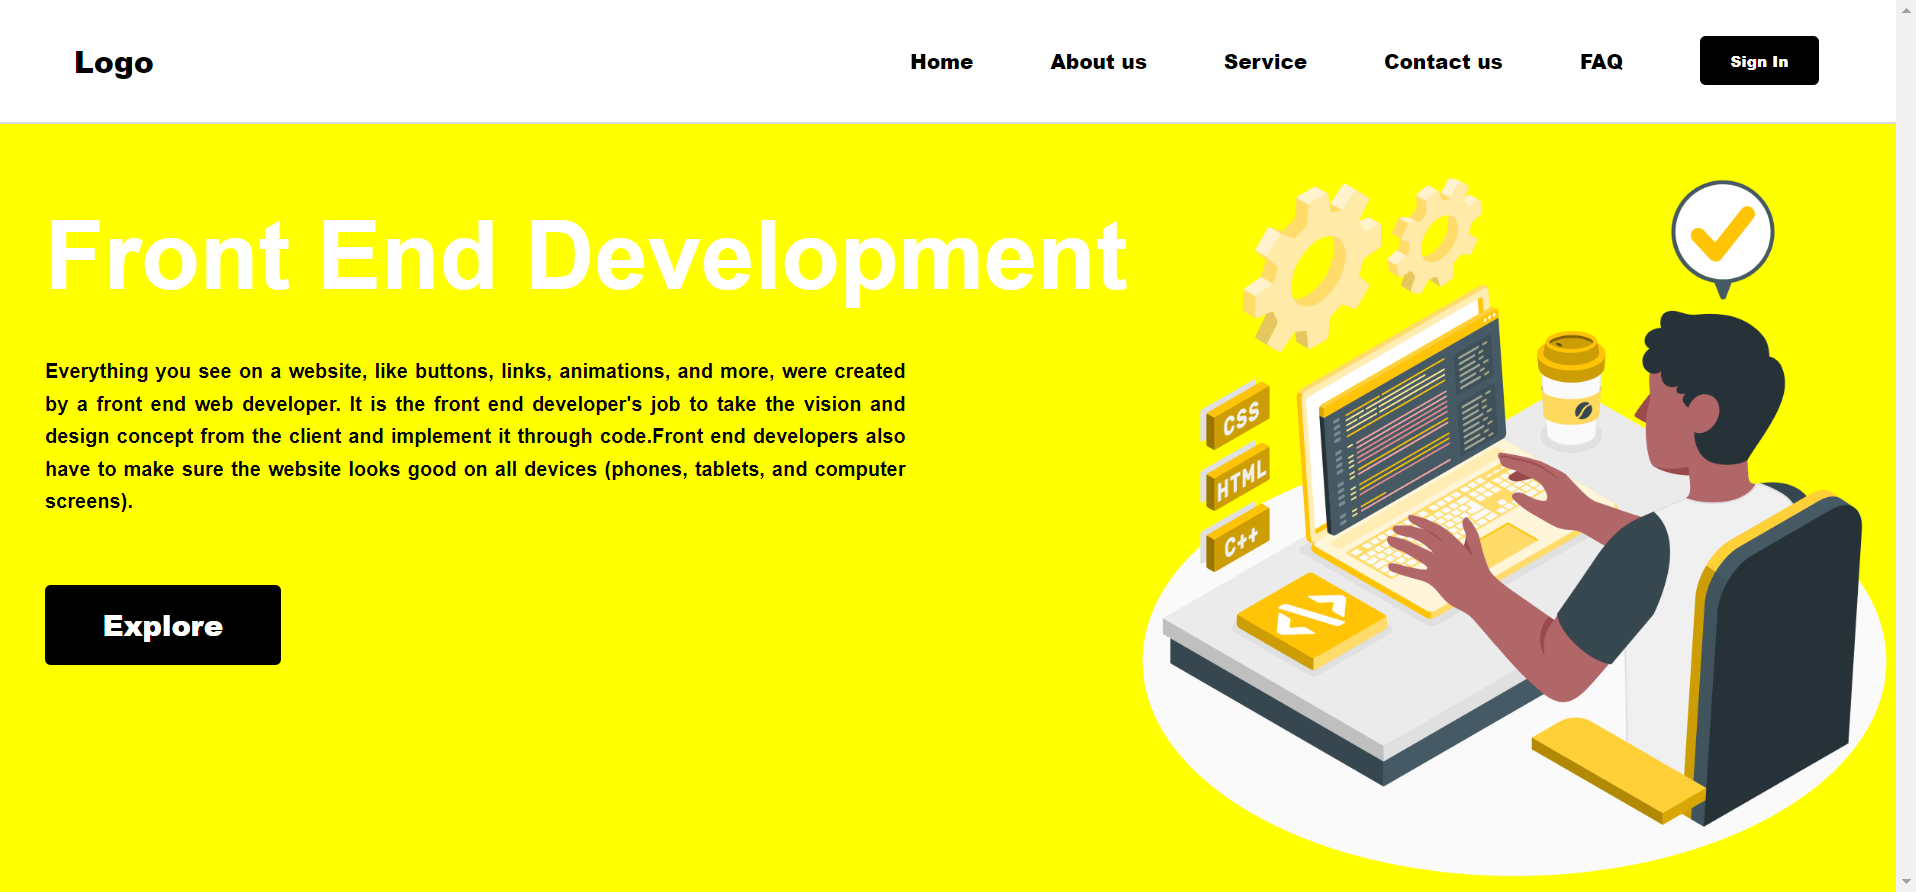 Logo
Home
About us
Service
Contact us
FAQ
Sign In
Front End Development
Everything you see on a website, like buttons, links, animations, and more, were created
by a front end web developer. It is the front end developer's job to take the vision and
design concept from the client and implement it through code.Front end developers also
have to make sure the website looks good on all devices (phones, tablets, and computer
screens).
Explore
CSS
HTML
C++